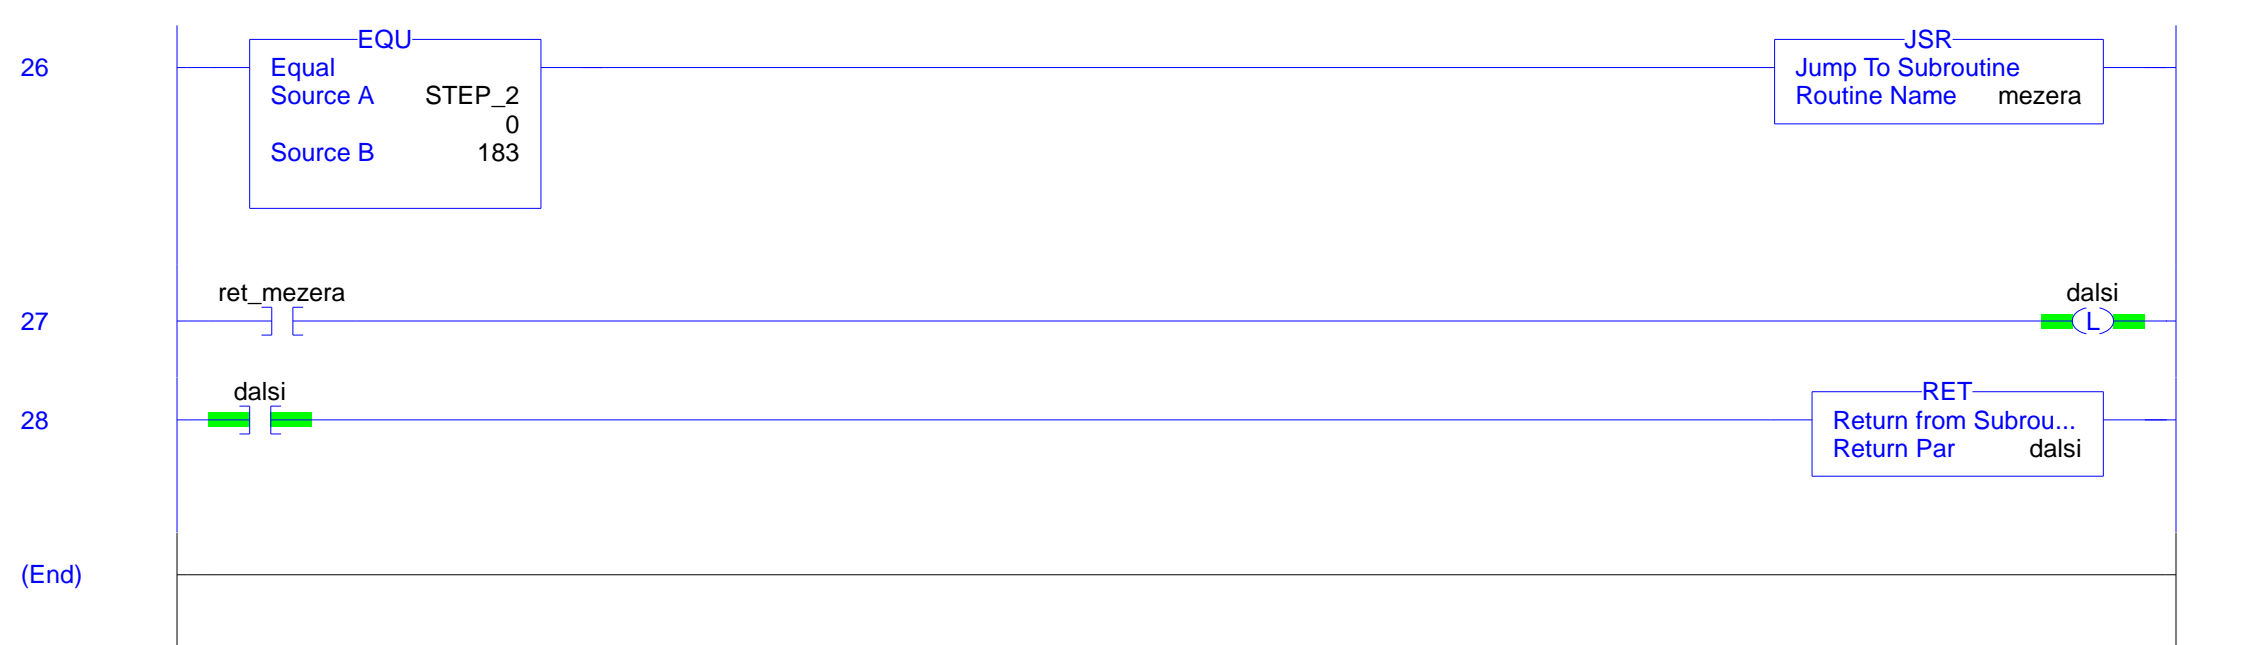 EQU
JSR
26
Equal
Jump To Subroutine
Source A STEP_2
Routine Name mezera
0
Source B 183
ret_mezera
dalsi
27
L
dalsi
RET
28
Return from Subrou...
Return Par dalsi
(End)